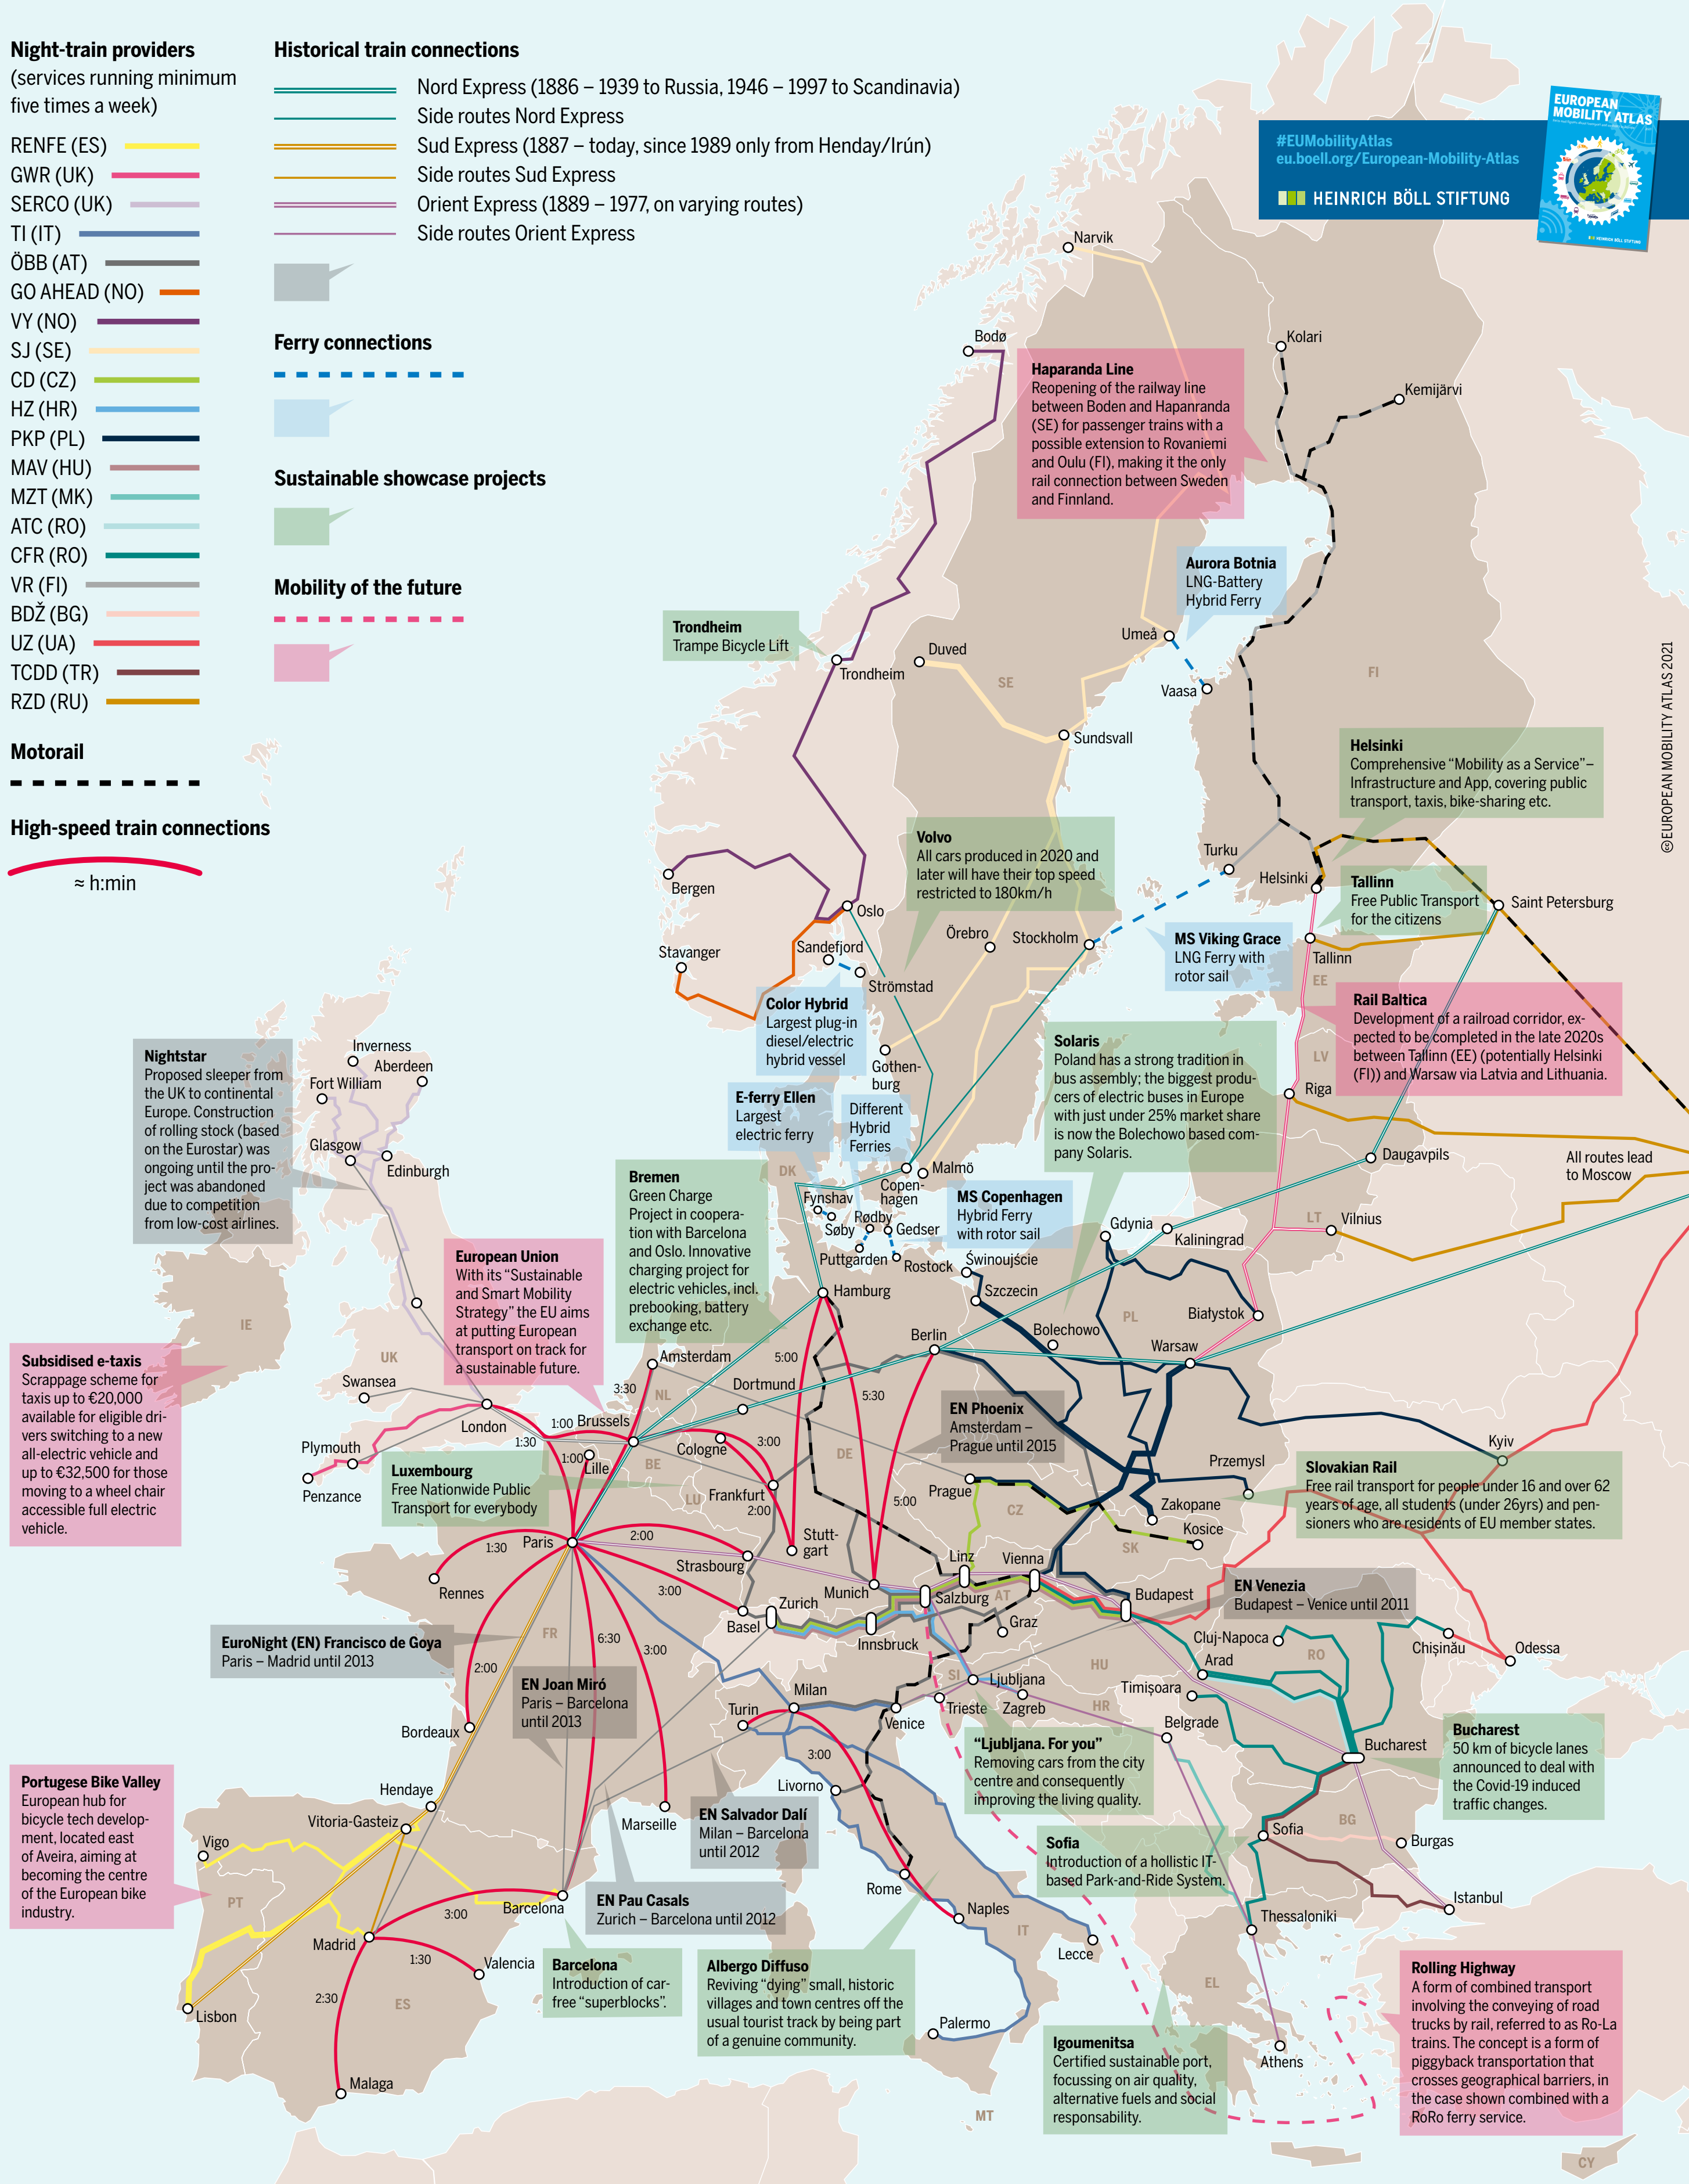 Night-train providers
(services running minimum
five times a week)
RENFE (ES)
GWR (UK)
SERCO (UK)
TI (IT)
ÖBB (AT)
GO AHEAD (NO)
VY (NO)
SJ (SE)
CD (CZ)
HZ (HR)
PKP (PL)
MAV (HU)
MZT (MK)
ATC (RO)
CFR (RO)
VR (FI)
BDŽ (BG)
UZ (UA)
TCDD (TR)
RZD (RU)
Motorail
High-speed train connections
≈ h:min
Historical train connections
Nord Express (1886 – 1939 to Russia, 1946 – 1997 to Scandinavia)
Side routes Nord Express
Sud Express (1887 – today, since 1989 only from Henday/Irún)
Side routes Sud Express
Orient Express (1889 – 1977, on varying routes)
Side routes Orient Express
Ferry connections
Sustainable showcase projects
Mobility of the future
#EUMobilityAtlas
eu.boell.org/European-Mobility-Atlas
HEINRICH BÖLL STIFTUNG
EUROPEAN
MOBILITY ATLAS
HEINRICH BÖLL STIFTUNG
EUROPEAN MOBILITY ATLAS 2021
Narvik
Bodø
Kolari
Kemijärvi
Haparanda Line
Reopening of the railway line
between Boden and Hapanranda
(SE) for passenger trains with a
possible extension to Rovaniemi
and Oulu (FI), making it the only
rail connection between Sweden
and Finnland.
Aurora Botnia
LNG-Battery
Hybrid Ferry
Trondheim
Trampe Bicycle Lift
Trondheim
Duved
Umeå
Vaasa
SE
FI
Sundsvall
Helsinki
Comprehensive “Mobility as a Service”–
Infrastructure and App, covering public
transport, taxis, bike-sharing etc.
Volvo
All cars produced in 2020 and
later will have their top speed
restricted to 180km/h
Turku
Helsinki
Tallinn
Free Public Transport
for the citizens
Saint Petersburg
Bergen
Oslo
Örebro
Stockholm
Stavanger
Sandefjord
Strömstad
MS Viking Grace
LNG Ferry with
rotor sail
Tallinn
EE
Color Hybrid
Largest plug-in
diesel/electric
hybrid vessel
Rail Baltica
Development of a railroad corridor, ex-
pected to be completed in the late 2020s
between Tallinn (EE) (potentially Helsinki
(FI)) and Warsaw via Latvia and Lithuania.
LV
Riga
Gothen-
burg
Solaris
Poland has a strong tradition in
bus assembly; the biggest produ-
cers of electric buses in Europe
with just under 25% market share
is now the Bolechowo based com-
pany Solaris.
Nightstar
Proposed sleeper from
the UK to continental
Europe. Construction
of rolling stock (based
on the Eurostar) was
ongoing until the pro-
ject was abandoned
due to competition
from low-cost airlines.
Inverness
Aberdeen
Fort William
Glasgow
Edinburgh
E-ferry Ellen
Largest
electric ferry
Different
Hybrid
Ferries
Daugavpils
All routes lead
to Moscow
DK
Malmö
Copen-
hagen
Bremen
Green Charge
Project in coopera-
tion with Barcelona
and Oslo. Innovative
charging project for
electric vehicles, incl.
prebooking, battery
exchange etc.
Fynshav
Søby
Rødby
Gedser
Puttgarden
Rostock
MS Copenhagen
Hybrid Ferry
with rotor sail
Gdynia
Kaliningrad
LT
Vilnius
European Union
With its “Sustainable
and Smart Mobility
Strategy” the EU aims
at putting European
transport on track for
a sustainable future.
Świnoujście
Szczecin
Hamburg
Białystok
PL
Bolechowo
Berlin
Warsaw
IE
UK
Subsidised e-taxis
Scrappage scheme for
taxis up to €20,000
available for eligible dri-
vers switching to a new
all-electric vehicle and
up to €32,500 for those
moving to a wheel chair
accessible full electric
vehicle.
Swansea
London
Plymouth
Penzance
Amsterdam
5:00
3:30
NL
Dortmund
5:30
1:00
Brussels
1:30
1:00
Lille
BE
Cologne
3:00
DE
EN Phoenix
Amsterdam –
Prague until 2015
Luxembourg
Free Nationwide Public
Transport for everybody
LU
Frankfurt
2:00
5:00
Prague
CZ
Kyiv
Przemyśl
Zakopane
Kosice
SK
Slovakian Rail
Free rail transport for people under 16 and over 62
years of age, all students (under 26yrs) and pen-
sioners who are residents of EU member states.
Paris
1:30
2:00
Stutt-
gart
Strasbourg
Rennes
3:00
Munich
Linz
Vienna
AT
Salzburg
Budapest
EN Venezia
Budapest – Venice until 2011
Zurich
Basel
Innsbruck
Graz
EuroNight (EN) Francisco de Goya
Paris – Madrid until 2013
FR
6:30
3:00
2:00
EN Joan Miró
Paris – Barcelona
until 2013
Cluj-Napoca
Arad
RO
Chișinău
Odessa
HU
Timișoara
SI
Ljubljana
HR
Trieste
Zagreb
Milan
Turin
Venice
Bordeaux
Belgrade
Bucharest
3:00
“Ljubljana. For you”
Removing cars from the city
centre and consequently
improving the living quality.
Bucharest
50 km of bicycle lanes
announced to deal with
the Covid-19 induced
traffic changes.
Portugese Bike Valley
European hub for
bicycle tech develop-
ment, located east
of Aveira, aiming at
becoming the centre
of the European bike
industry.
Hendaye
Vitoria-Gasteiz
Vigo
PT
Livorno
Marseille
EN Salvador Dalí
Milan – Barcelona
until 2012
Sofia
Introduction of a hollistic IT-
based Park-and-Ride System.
Sofia
BG
Burgas
Rome
Naples
IT
Istanbul
Thessaloniki
EN Pau Casals
Zurich – Barcelona until 2012
Barcelona
3:00
Madrid
1:30
Valencia
2:30
Lisbon
ES
Barcelona
Introduction of car-
free “superblocks”.
Albergo Diffuso
Reviving “dying” small, historic
villages and town centres off the
usual tourist track by being part
of a genuine community.
Lecce
Palermo
EL
Athens
Igoumenitsa
Certified sustainable port,
focussing on air quality,
alternative fuels and social
responsability.
Rolling Highway
A form of combined transport
involving the conveying of road
trucks by rail, referred to as Ro-La
trains. The concept is a form of
piggyback transportation that
crosses geographical barriers, in
the case shown combined with a
RoRo ferry service.
Malaga
MT
CY